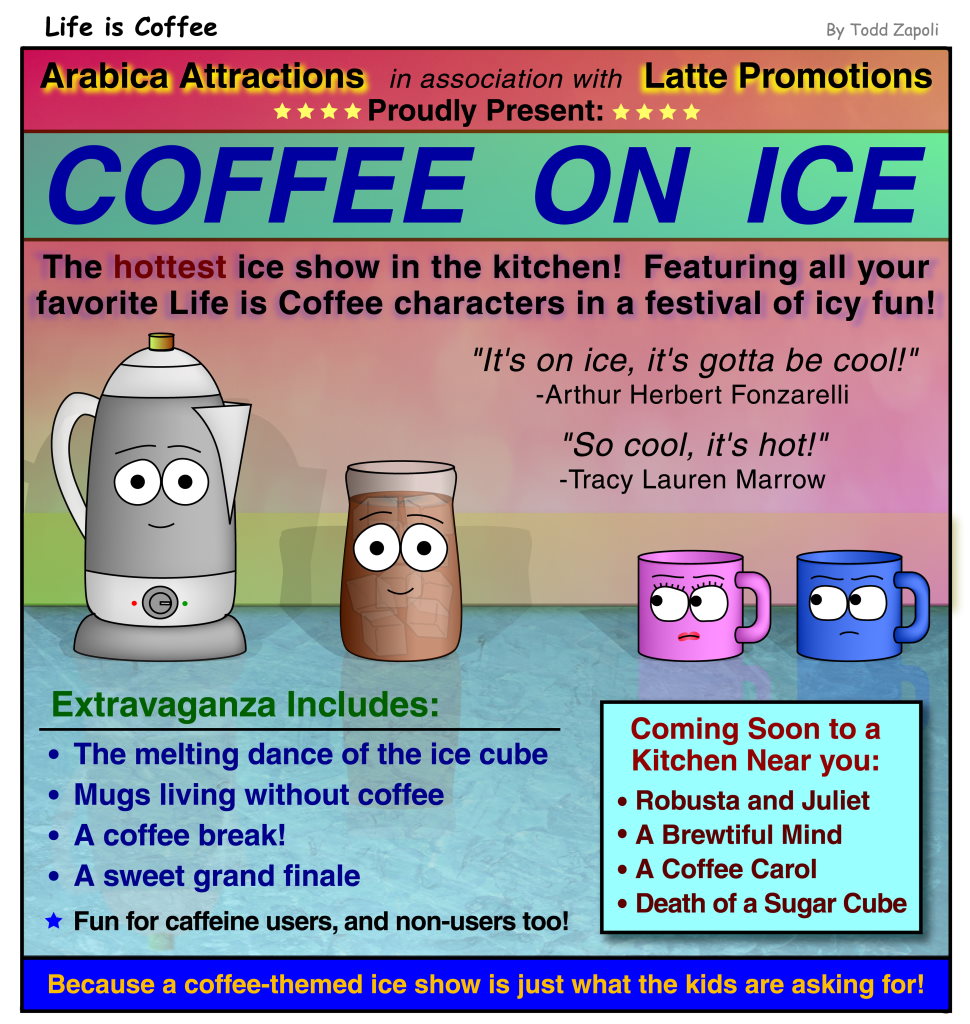 Life is Coffee
By Todd Zapoli
Arabica Attractions in association with Latte Promotions
Proudly Present:
COFFEE ON ICE
The hottest ice show in the kitchen! Featuring all your
favorite Life is Coffee characters in a festival of icy fun!
"It's on ice, it's gotta be cool!"
-Arthur Herbert Fonzarelli
"So cool, it's hot!"
-Tracy Lauren Marrow
Extravaganza Includes:
• The melting dance of the ice cube
• Mugs living without coffee
• A coffee break!
• A sweet grand finale
Fun for caffeine users, and non-users too!
Coming Soon to a
Kitchen Near you:
• Robusta and Juliet
• A Brewtiful Mind
• A Coffee Carol
• Death of a Sugar Cube
Because a coffee-themed ice show is just what the kids are asking for!